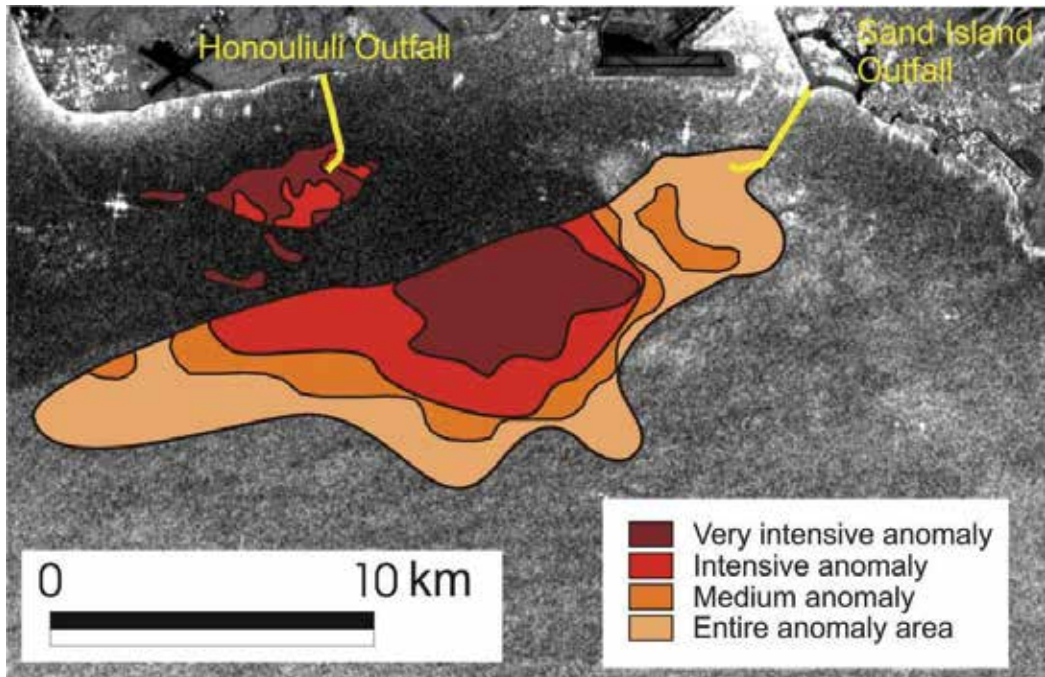 Honouliuli Outfall
Sand Island
Outfall
Very intensive anomaly
Intensive anomaly
Medium anomaly
Entire anomaly area
0 10 km